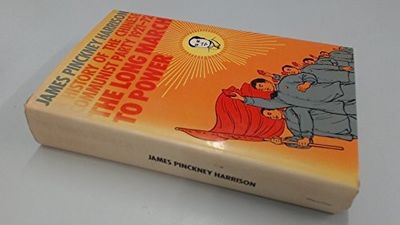 JAMES PINCKNEY HARRISON
A HISTORY OF THE CHINESE
COMMUNIST PARTY 1921-72
THE LONG MARCH
TO POWER
JAMES PINCKNEY HARRISON